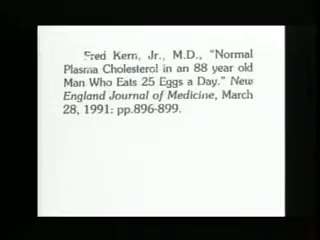 Fred Kern, Jr., M.D., "Normal
Plasma Cholesterol in an 88 year old
Man Who Eats 25 Eggs a Day." New
England Journal of Medicine, March
28, 1991: pp.896-899.